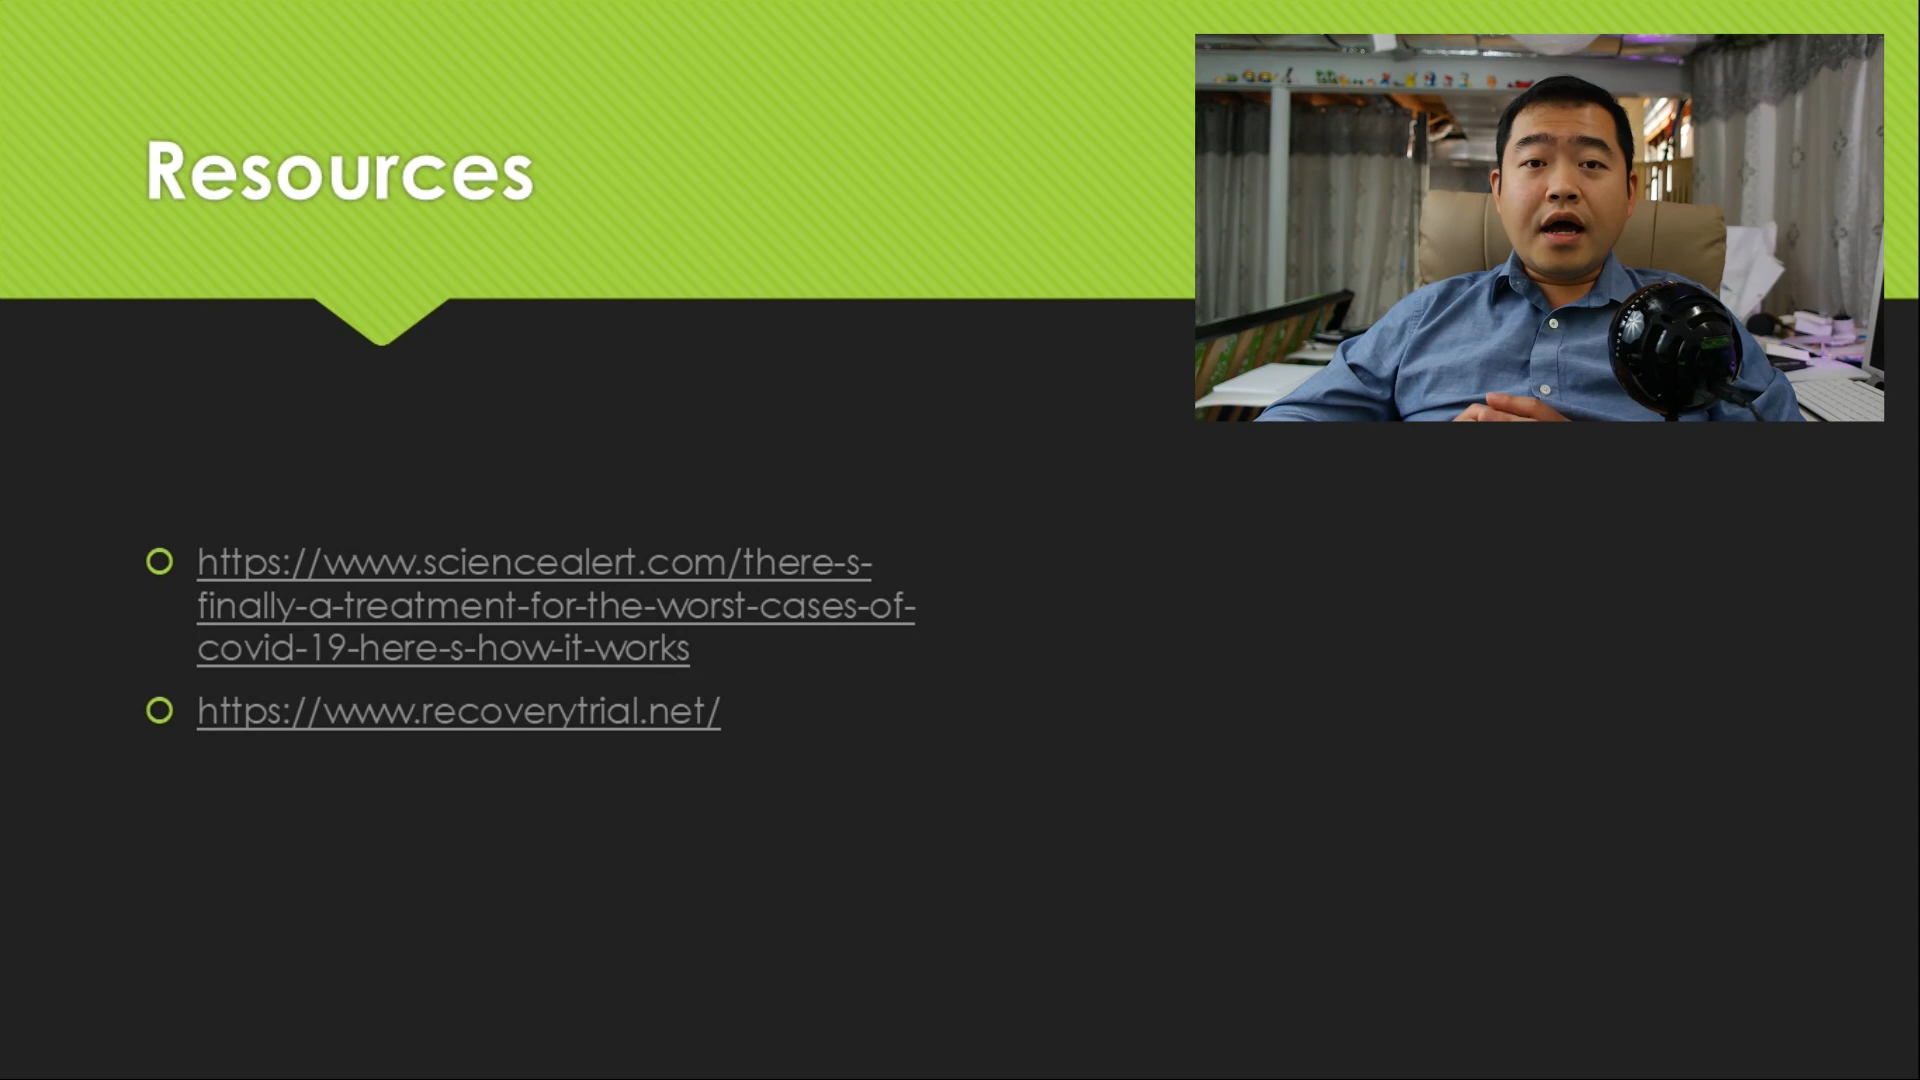 Resources
https://www.sciencealert.com/there-s-
finally-a-treatment-for-the-worst-cases-of-
covid-19-here-s-how-it-works
https://www.recoverytrial.net/